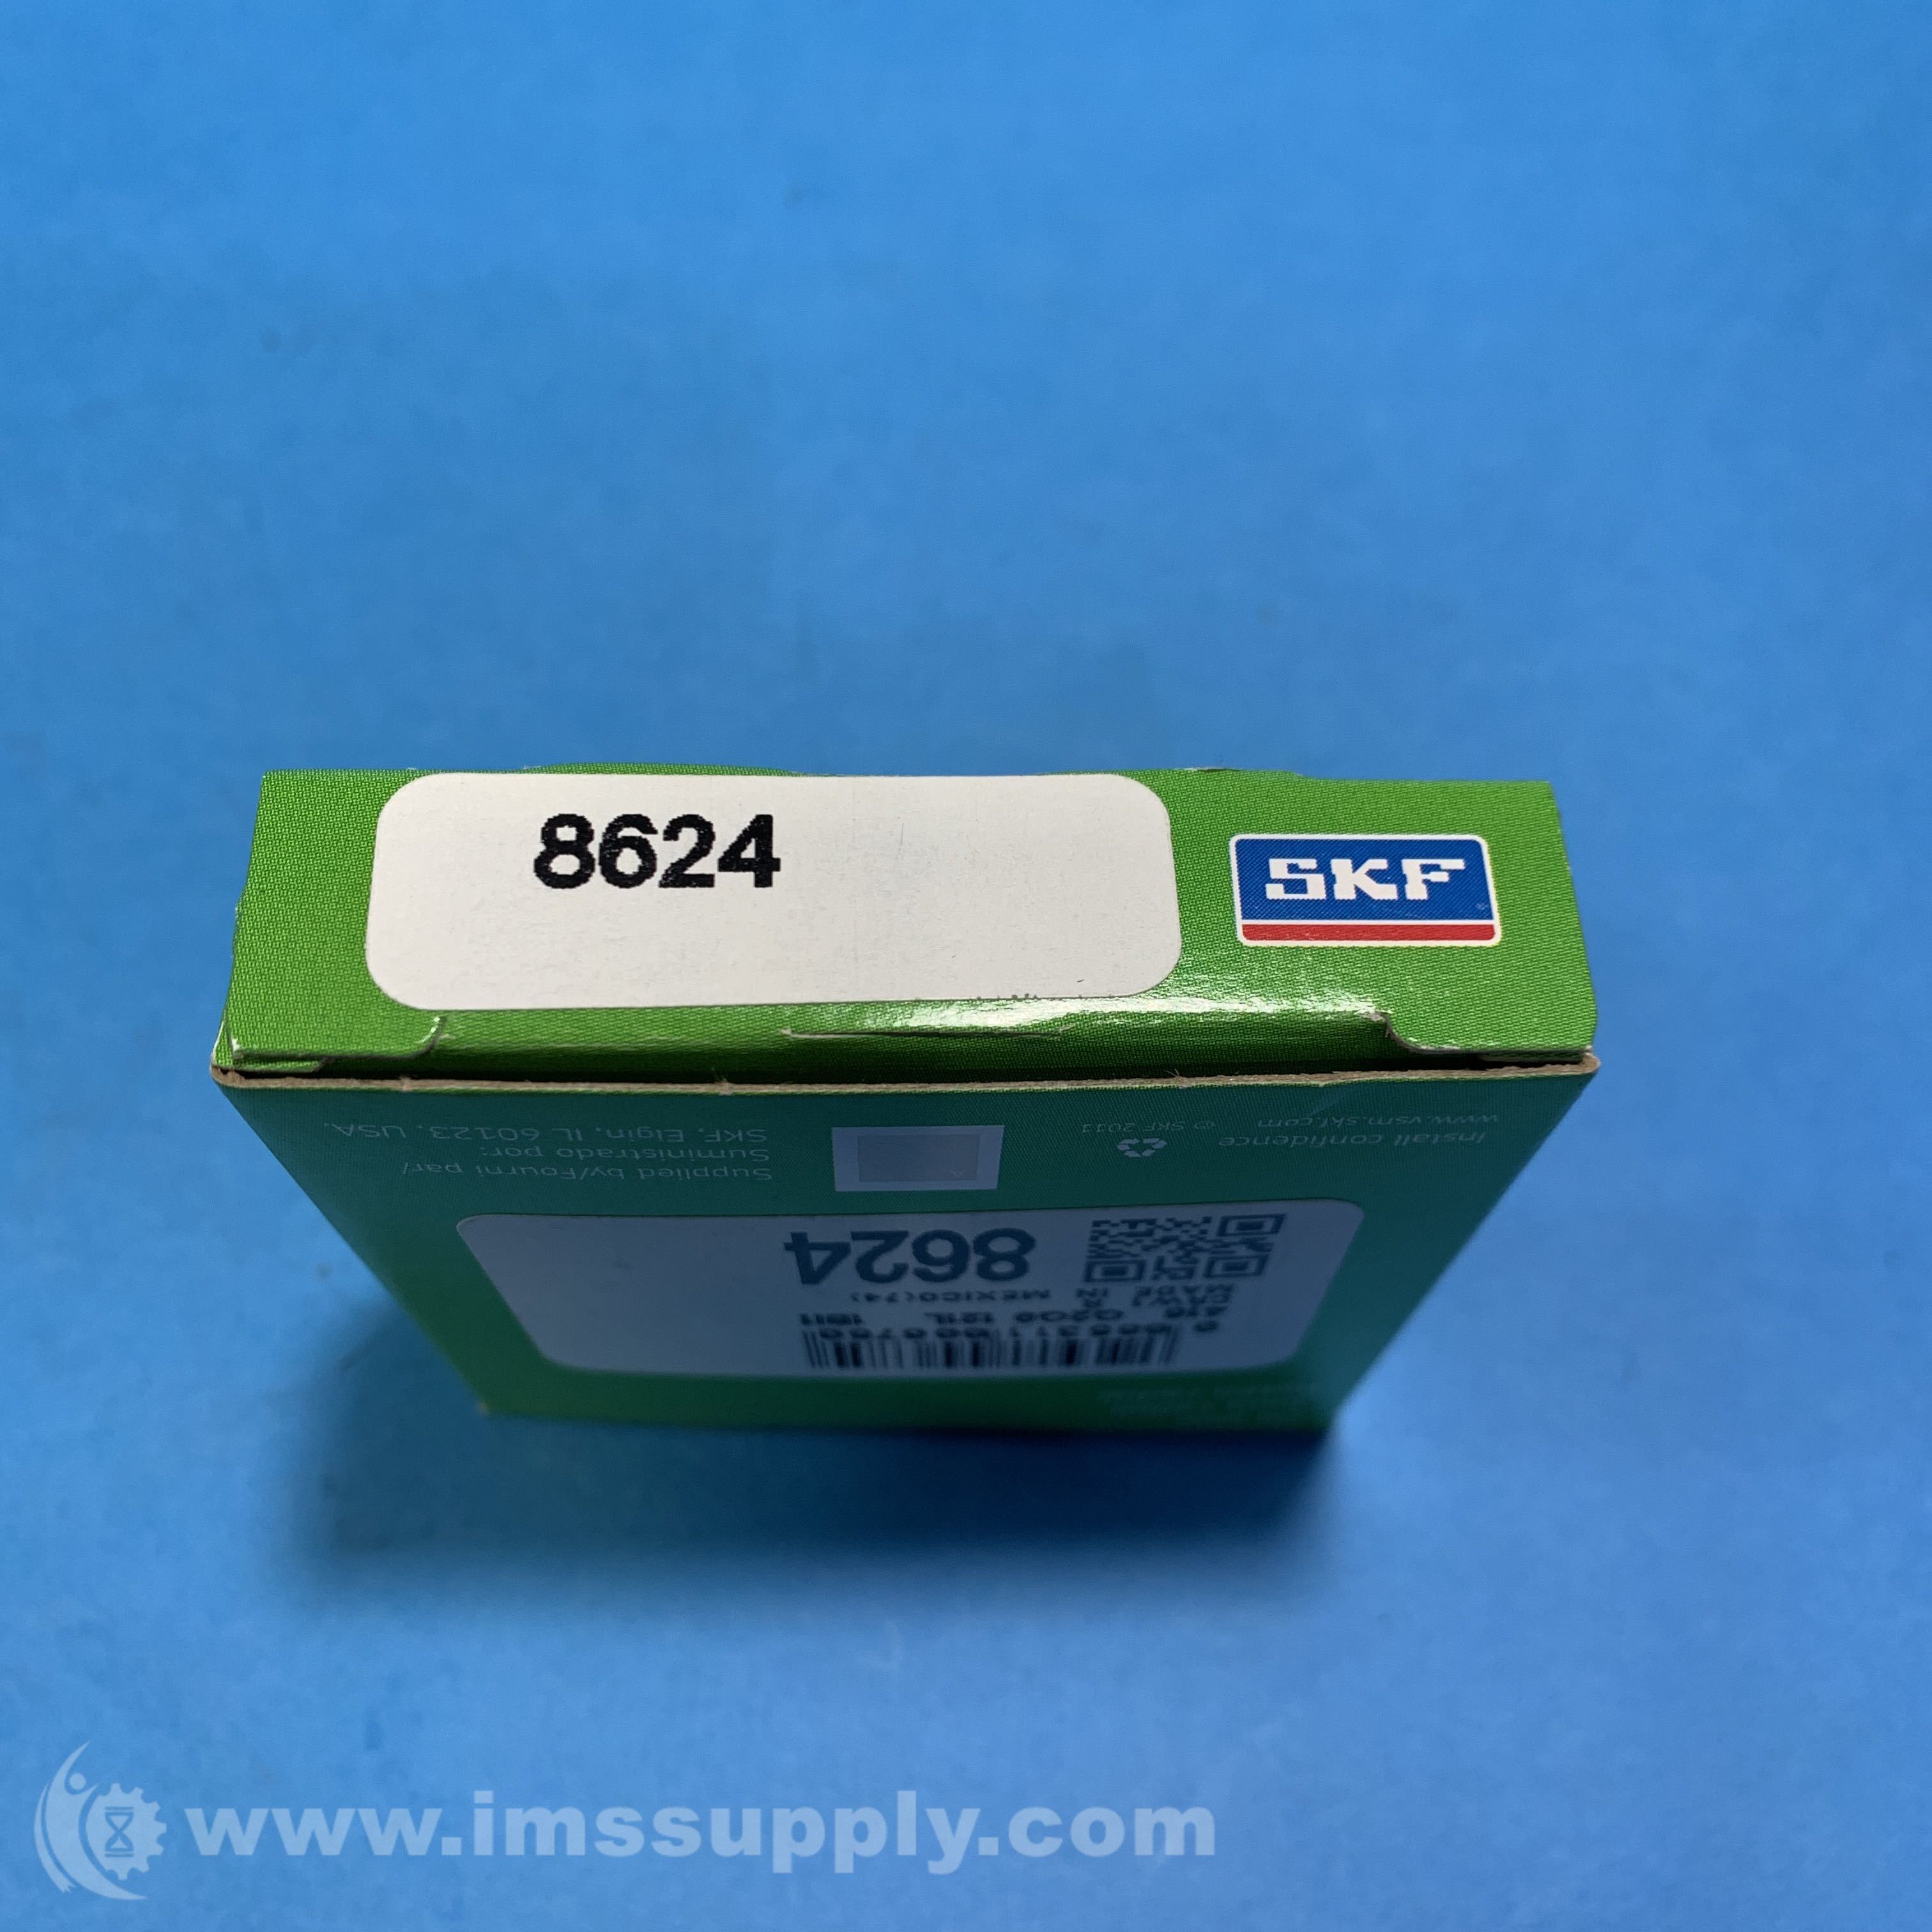 8624
SKF
Install confidence
www.vsm.skf.com
© SKF 2011
Supplied by/Fourni par/
Suministrado por:
SKF, Elgin, IL 60123, USA.
8624
MADE IN MEXICO(74)
www.imssupply.com